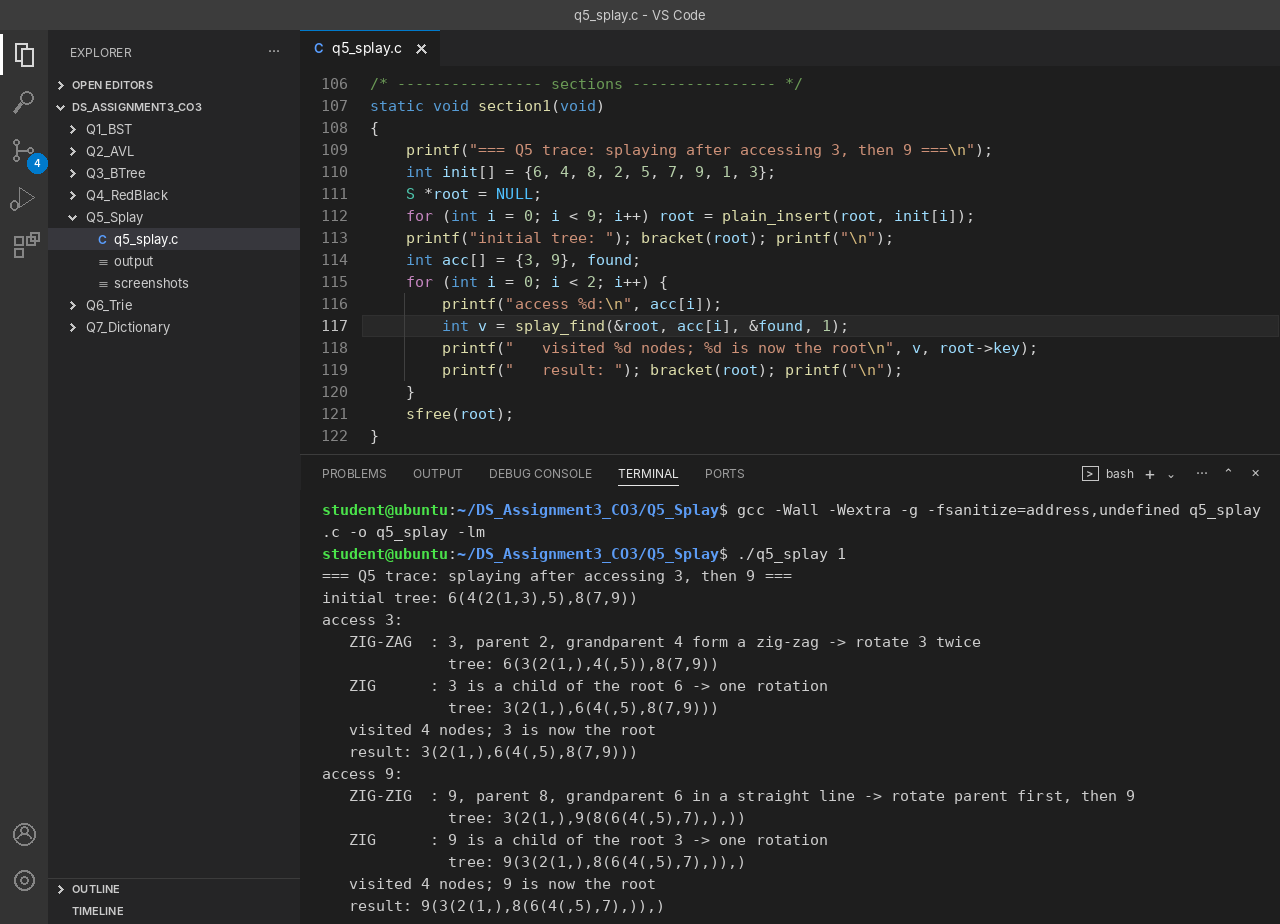 q5_splay.c - VS Code
EXPLORER
OPEN EDITORS
DS_ASSIGNMENT3_CO3
Q1_BST
Q2_AVL
Q3_BTree
Q4_RedBlack
Q5_Splay
C q5_splay.c
output
screenshots
Q6_Trie
Q7_Dictionary
4
OUTLINE
TIMELINE
C q5_splay.c
106 /* ---------------- sections ---------------- */
107 static void section1(void)
108 {
109     printf("=== Q5 trace: splaying after accessing 3, then 9 ===\n");
110     int init[] = {6, 4, 8, 2, 5, 7, 9, 1, 3};
111     S *root = NULL;
112     for (int i = 0; i < 9; i++) root = plain_insert(root, init[i]);
113     printf("initial tree: "); bracket(root); printf("\n");
114     int acc[] = {3, 9}, found;
115     for (int i = 0; i < 2; i++) {
116         printf("access %d:\n", acc[i]);
117         int v = splay_find(&root, acc[i], &found, 1);
118         printf("   visited %d nodes; %d is now the root\n", v, root->key);
119         printf("   result: "); bracket(root); printf("\n");
120     }
121     sfree(root);
122 }
PROBLEMS OUTPUT DEBUG CONSOLE TERMINAL PORTS
bash
student@ubuntu:~/DS_Assignment3_CO3/Q5_Splay$ gcc -Wall -Wextra -g -fsanitize=address,undefined q5_splay
.c -o q5_splay -lm
student@ubuntu:~/DS_Assignment3_CO3/Q5_Splay$ ./q5_splay 1
=== Q5 trace: splaying after accessing 3, then 9 ===
initial tree: 6(4(2(1,3),5),8(7,9))
access 3:
   ZIG-ZAG  : 3, parent 2, grandparent 4 form a zig-zag -> rotate 3 twice
              tree: 6(3(2(1,),4(,5)),8(7,9))
   ZIG      : 3 is a child of the root 6 -> one rotation
              tree: 3(2(1,),6(4(,5),8(7,9)))
   visited 4 nodes; 3 is now the root
   result: 3(2(1,),6(4(,5),8(7,9)))
access 9:
   ZIG-ZIG  : 9, parent 8, grandparent 6 in a straight line -> rotate parent first, then 9
              tree: 3(2(1,),9(8(6(4(,5),7),),))
   ZIG      : 9 is a child of the root 3 -> one rotation
              tree: 9(3(2(1,),8(6(4(,5),7),)),)
   visited 4 nodes; 9 is now the root
   result: 9(3(2(1,),8(6(4(,5),7),)),)